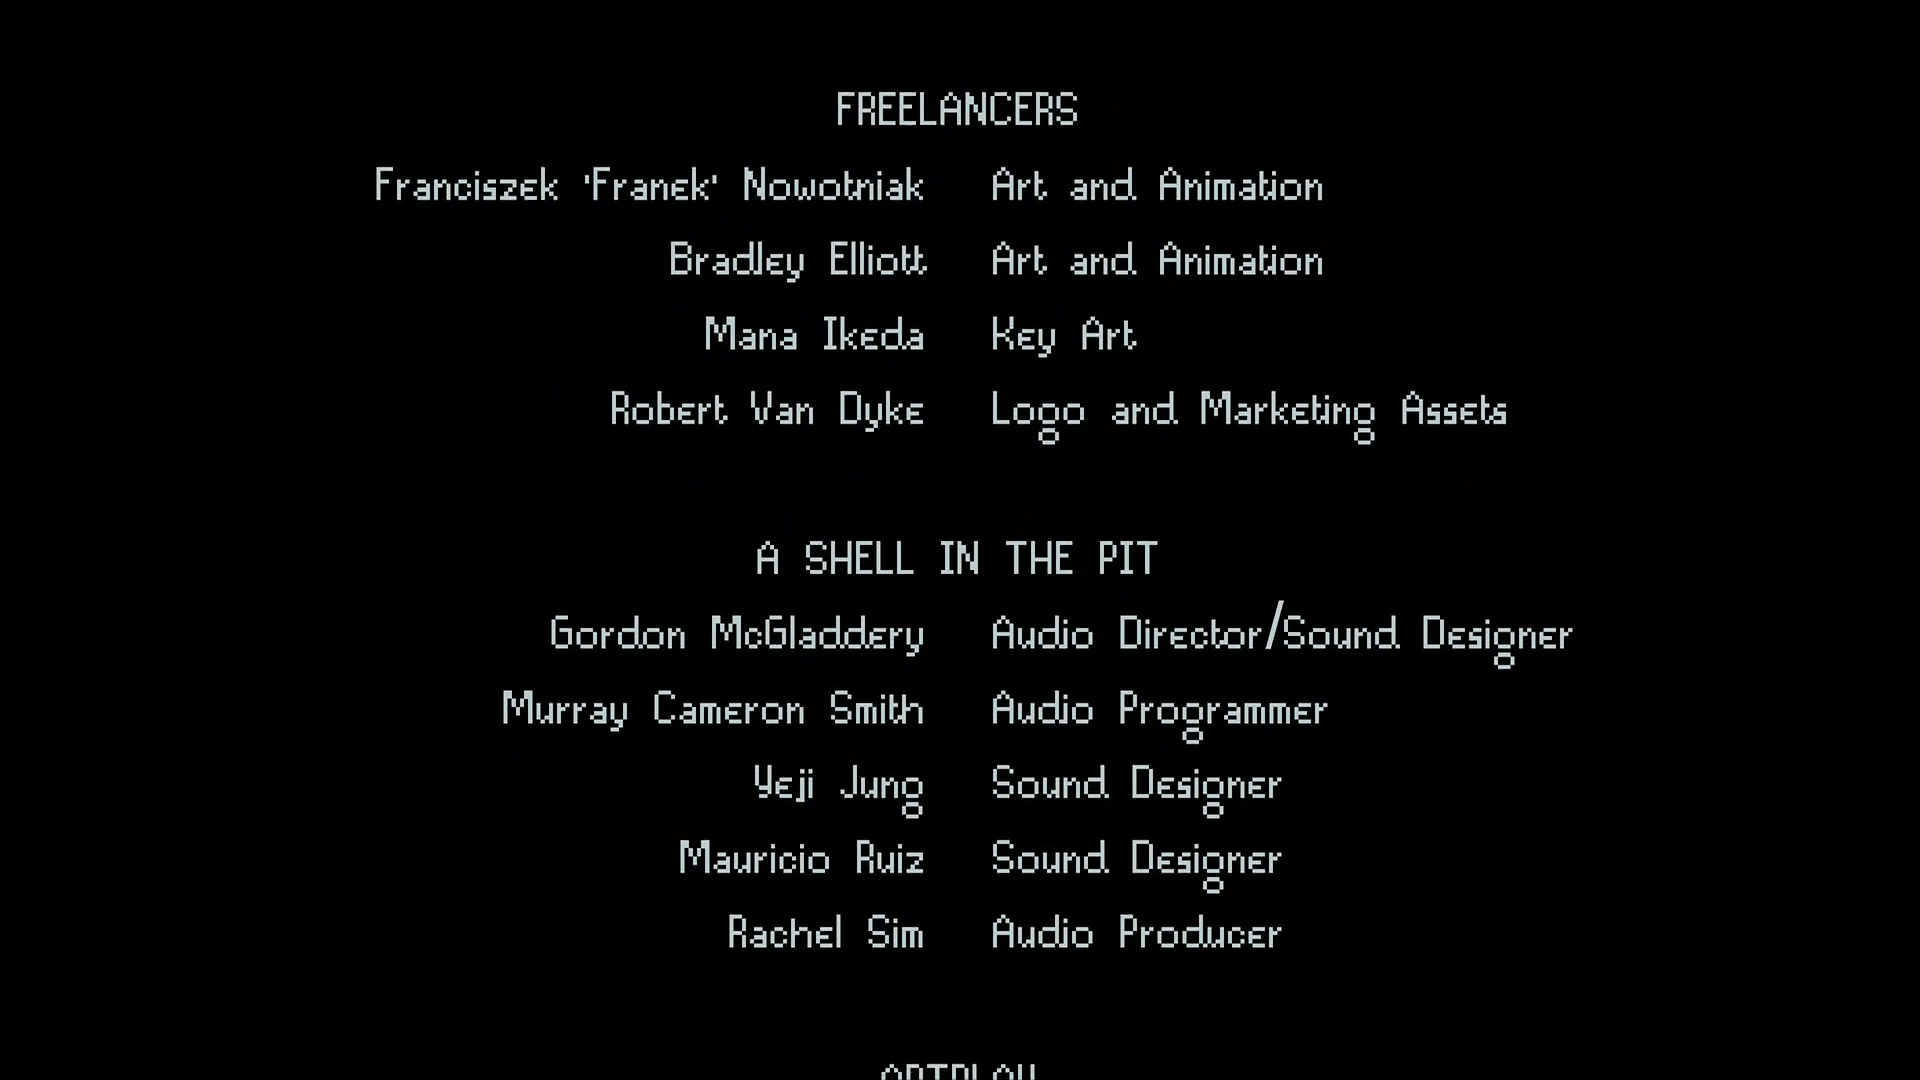 FREELANCERS
Franciszek 'Franek' Nowotniak Art and Animation
Bradley Elliott Art and Animation
Mana Ikeda Key Art
Robert Van Dyke Logo and Marketing Assets
A SHELL IN THE PIT
Gordon McGladdery Audio Director/Sound Designer
Murray Cameron Smith Audio Programmer
Yeji Jung Sound Designer
Mauricio Ruiz Sound Designer
Rachel Sim Audio Producer
ARTPLAY